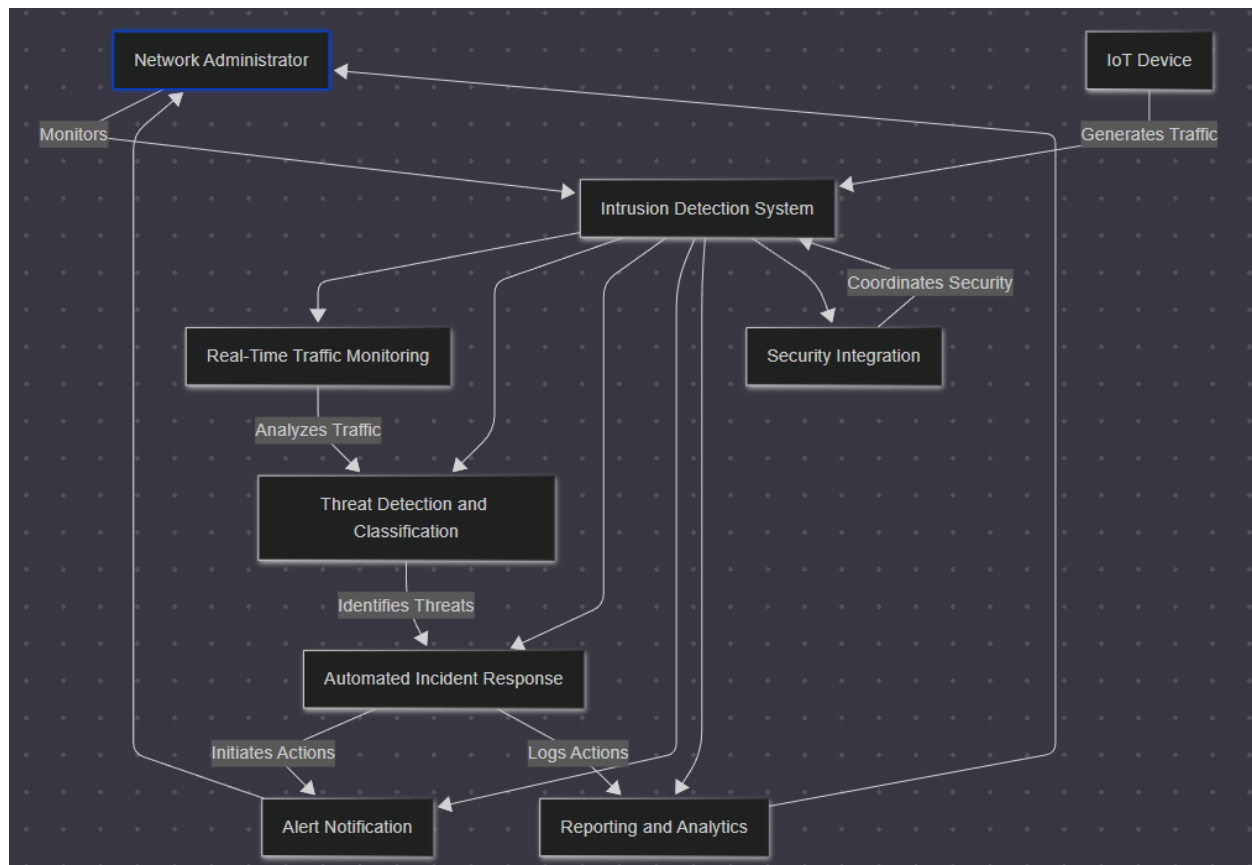 Network Administrator
IoT Device
Monitors
Generates Traffic
Intrusion Detection System
Coordinates Security
Real-Time Traffic Monitoring
Security Integration
Analyzes Traffic
Threat Detection and
Classification
Identifies Threats
Automated Incident Response
Initiates Actions
Logs Actions
Alert Notification
Reporting and Analytics